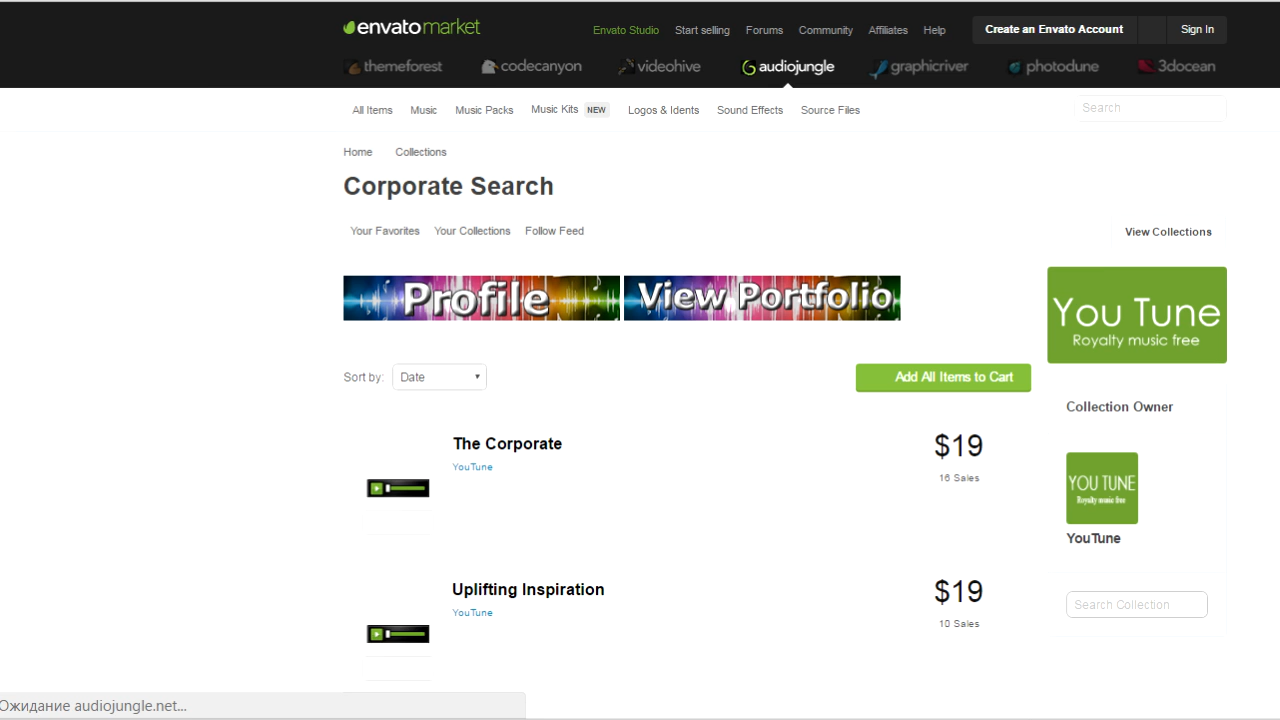 envatomarket
Envato Studio Start selling Forums Community Affiliates Help Create an Envato Account Sign In
themeforest codecanyon videohive audiojungle graphicriver photodune 3docean
All Items Music Music Packs Music Kits NEW Logos & Idents Sound Effects Source Files Search
Home Collections
Corporate Search
Your Favorites Your Collections Follow Feed View Collections
Profile View Portfolio
You Tune
Royalty music free
Sort by: Date Add All Items to Cart
Collection Owner
The Corporate $19
YouTune 16 Sales
YOU TUNE
Royalty music free
YouTune
Uplifting Inspiration $19
YouTune 10 Sales
Search Collection
Ожидание audiojungle.net...